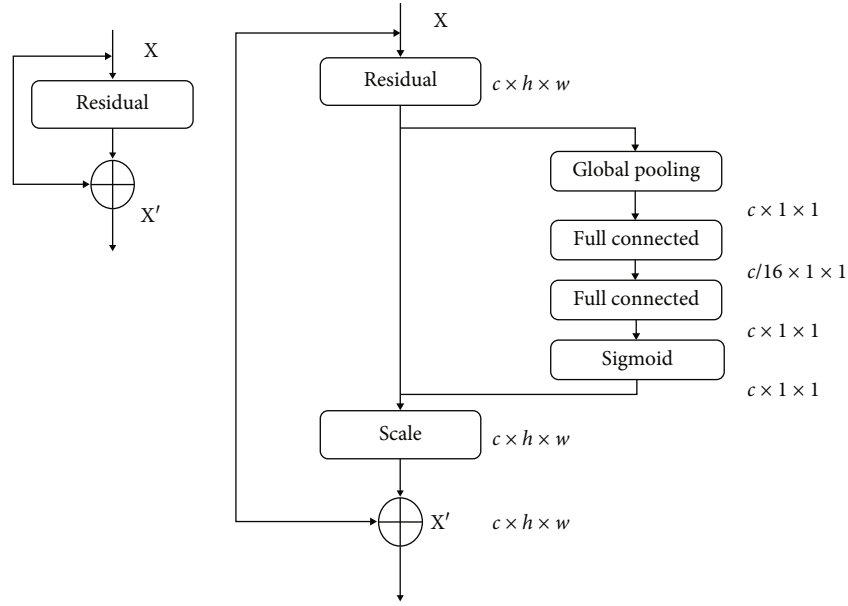 X
Residual
X′
X
Residual
c × h × w
Global pooling
c × 1 × 1
Full connected
c/16 × 1 × 1
Full connected
c × 1 × 1
Sigmoid
c × 1 × 1
Scale
c × h × w
X′
c × h × w